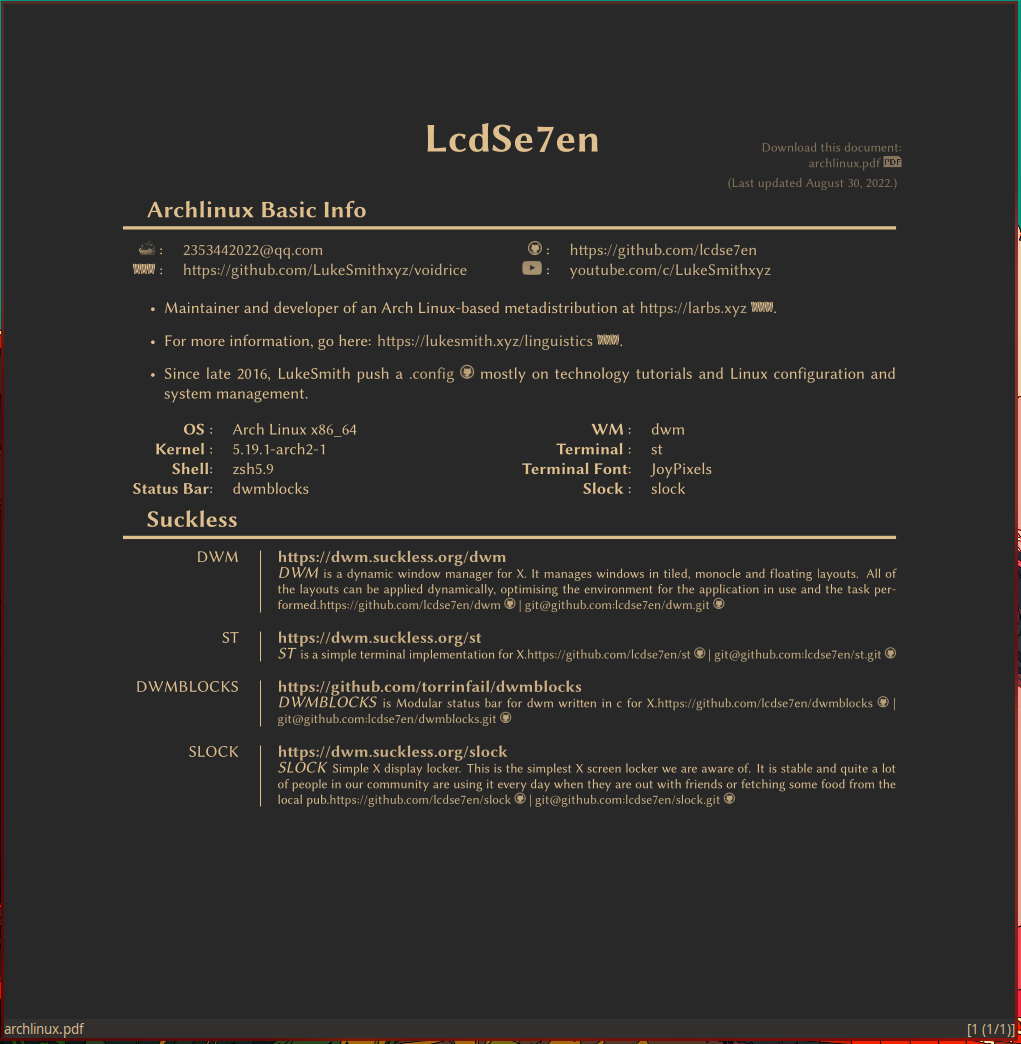 LcdSe7en
Download this document:
archlinux.pdf PDF
(Last updated August 30, 2022.)
Archlinux Basic Info
: 2353442022@qq.com
: https://github.com/lcdse7en
WWW : https://github.com/LukeSmithxyz/voidrice
: youtube.com/c/LukeSmithxyz
• Maintainer and developer of an Arch Linux-based metadistribution at https://larbs.xyz WWW.
• For more information, go here: https://lukesmith.xyz/linguistics WWW.
• Since late 2016, LukeSmith push a .config mostly on technology tutorials and Linux configuration and
system management.
OS : Arch Linux x86_64
WM : dwm
Kernel : 5.19.1-arch2-1
Terminal : st
Shell: zsh5.9
Terminal Font: JoyPixels
Status Bar: dwmblocks
Slock : slock
Suckless
DWM
https://dwm.suckless.org/dwm
DWM is a dynamic window manager for X. It manages windows in tiled, monocle and floating layouts. All of
the layouts can be applied dynamically, optimising the environment for the application in use and the task per-
formed.https://github.com/lcdse7en/dwm | git@github.com:lcdse7en/dwm.git
ST
https://dwm.suckless.org/st
ST is a simple terminal implementation for X.https://github.com/lcdse7en/st | git@github.com:lcdse7en/st.git
DWMBLOCKS
https://github.com/torrinfail/dwmblocks
DWMBLOCKS is Modular status bar for dwm written in c for X.https://github.com/lcdse7en/dwmblocks |
git@github.com:lcdse7en/dwmblocks.git
SLOCK
https://dwm.suckless.org/slock
SLOCK Simple X display locker. This is the simplest X screen locker we are aware of. It is stable and quite a lot
of people in our community are using it every day when they are out with friends or fetching some food from the
local pub.https://github.com/lcdse7en/slock | git@github.com:lcdse7en/slock.git
archlinux.pdf
[1 (1/1)]